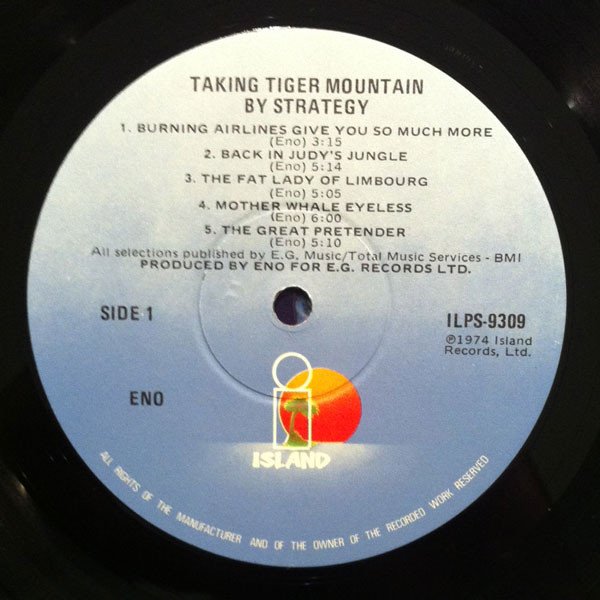 TAKING TIGER MOUNTAIN
BY STRATEGY
1. BURNING AIRLINES GIVE YOU SO MUCH MORE
(Eno) 3:15
2. BACK IN JUDY'S JUNGLE
(Eno) 5:14
3. THE FAT LADY OF LIMBOURG
(Eno) 5:05
4. MOTHER WHALE EYELESS
(Eno) 6:00
5. THE GREAT PRETENDER
(Eno) 5:10
All selections published by E.G. Music/Total Music Services - BMI
PRODUCED BY ENO FOR E.G. RECORDS LTD.
SIDE 1
ILPS-9309
℗1974 Island
Records, Ltd.
ENO
i
ISLAND
ALL RIGHTS OF THE MANUFACTURER AND OF THE OWNER OF THE RECORDED WORK RESERVED